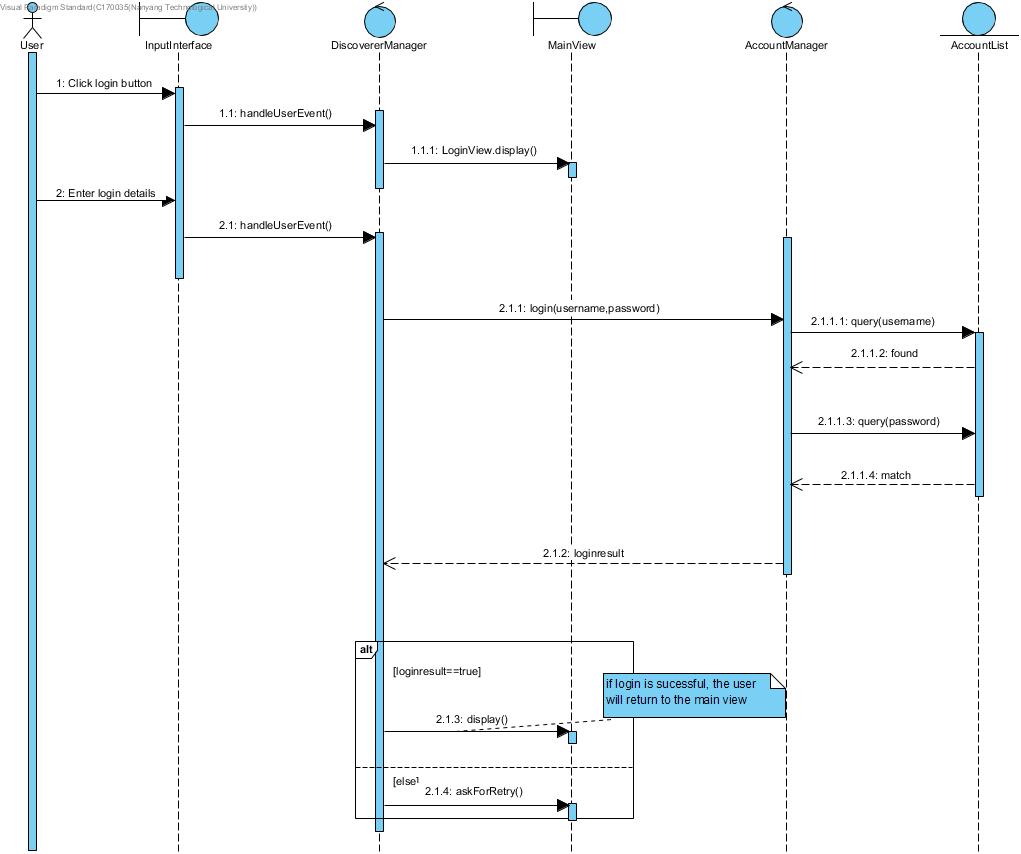 Visual Paradigm Standard(C170035(Nanyang Technological University))
User
InputInterface
DiscovererManager
MainView
AccountManager
AccountList
1: Click login button
1.1: handleUserEvent()
1.1.1: LoginView.display()
2: Enter login details
2.1: handleUserEvent()
2.1.1: login(username,password)
2.1.1.1: query(username)
2.1.1.2: found
2.1.1.3: query(password)
2.1.1.4: match
2.1.2: loginresult
alt
[loginresult==true]
if login is sucessful, the user
will return to the main view
2.1.3: display()
[else]
2.1.4: askForRetry()